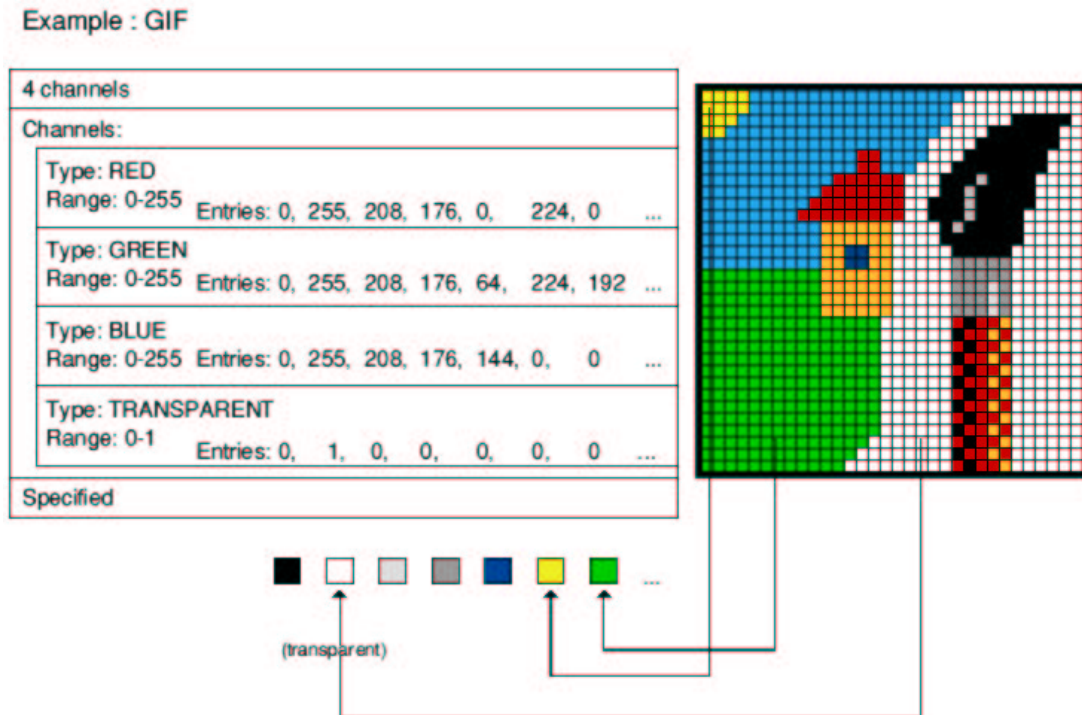 Example : GIF
4 channels
Channels:
Type: RED
Range: 0-255 Entries: 0, 255, 208, 176, 0, 224, 0 ...
Type: GREEN
Range: 0-255 Entries: 0, 255, 208, 176, 64, 224, 192 ...
Type: BLUE
Range: 0-255 Entries: 0, 255, 208, 176, 144, 0, 0 ...
Type: TRANSPARENT
Range: 0-1
Entries: 0, 1, 0, 0, 0, 0, 0 ...
Specified
...
(transparent)